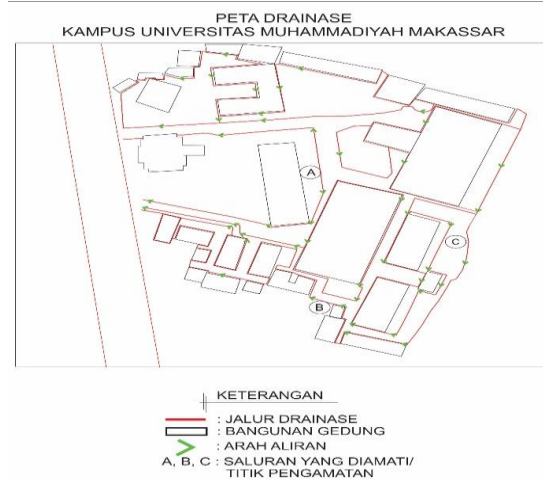 PETA DRAINASE
KAMPUS UNIVERSITAS MUHAMMADIYAH MAKASSAR
A
C
B
KETERANGAN
: JALUR DRAINASE
: BANGUNAN GEDUNG
: ARAH ALIRAN
A, B, C : SALURAN YANG DIAMATI/
TITIK PENGAMATAN